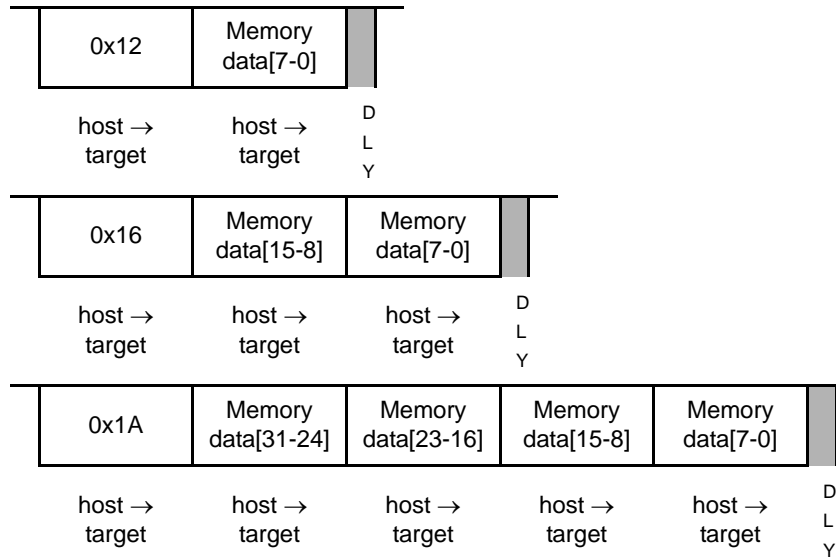 0x12 Memory data[7-0]
host → target host → target D L Y
0x16 Memory data[15-8] Memory data[7-0]
host → target host → target host → target D L Y
0x1A Memory data[31-24] Memory data[23-16] Memory data[15-8] Memory data[7-0]
host → target host → target host → target host → target host → target D L Y